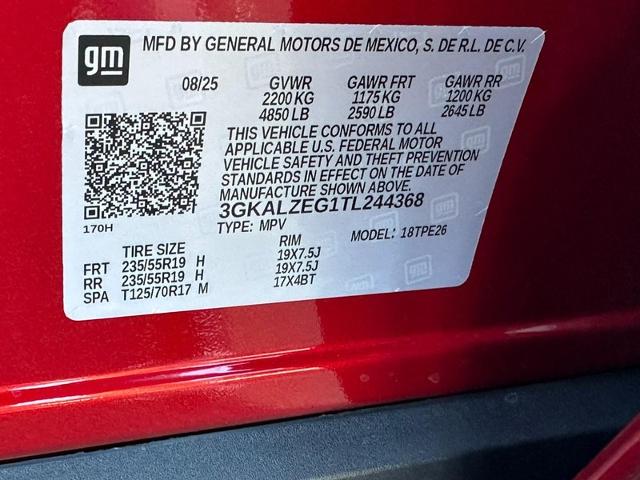 gm MFD BY GENERAL MOTORS DE MEXICO, S. DE R.L. DE C.V.
08/25 GVWR GAWR FRT GAWR RR
2200 KG 1175 KG 1200 KG
4850 LB 2590 LB 2645 LB
THIS VEHICLE CONFORMS TO ALL
APPLICABLE U.S. FEDERAL MOTOR
VEHICLE SAFETY AND THEFT PREVENTION
STANDARDS IN EFFECT ON THE DATE OF
MANUFACTURE SHOWN ABOVE.
3GKALZEG1TL244368
170H
TYPE: MPV MODEL: 18TPE26
TIRE SIZE RIM
FRT 235/55R19 H 19X7.5J
RR 235/55R19 H 19X7.5J
SPA T125/70R17 M 17X4BT